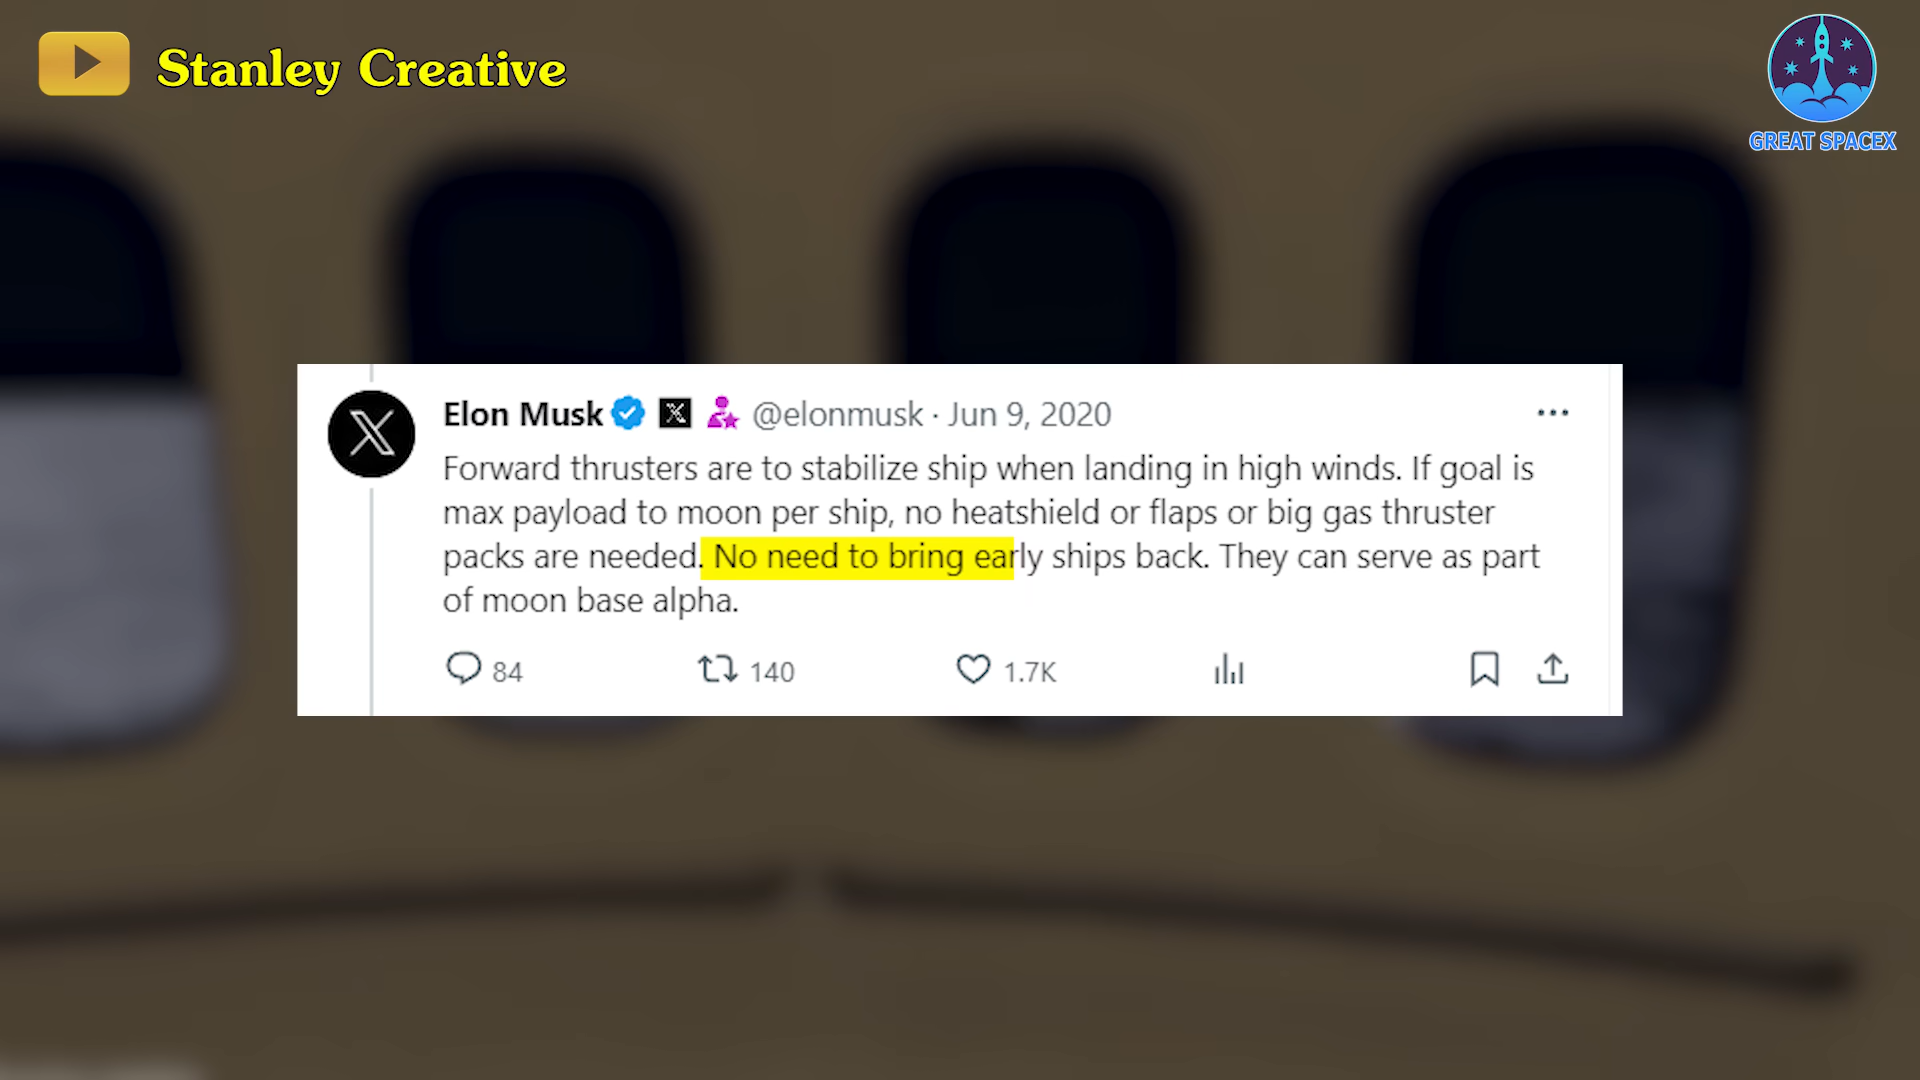 Stanley Creative
GREAT SPACEX
Elon Musk @elonmusk · Jun 9, 2020
Forward thrusters are to stabilize ship when landing in high winds. If goal is
max payload to moon per ship, no heatshield or flaps or big gas thruster
packs are needed. No need to bring early ships back. They can serve as part
of moon base alpha.
84 140 1.7K